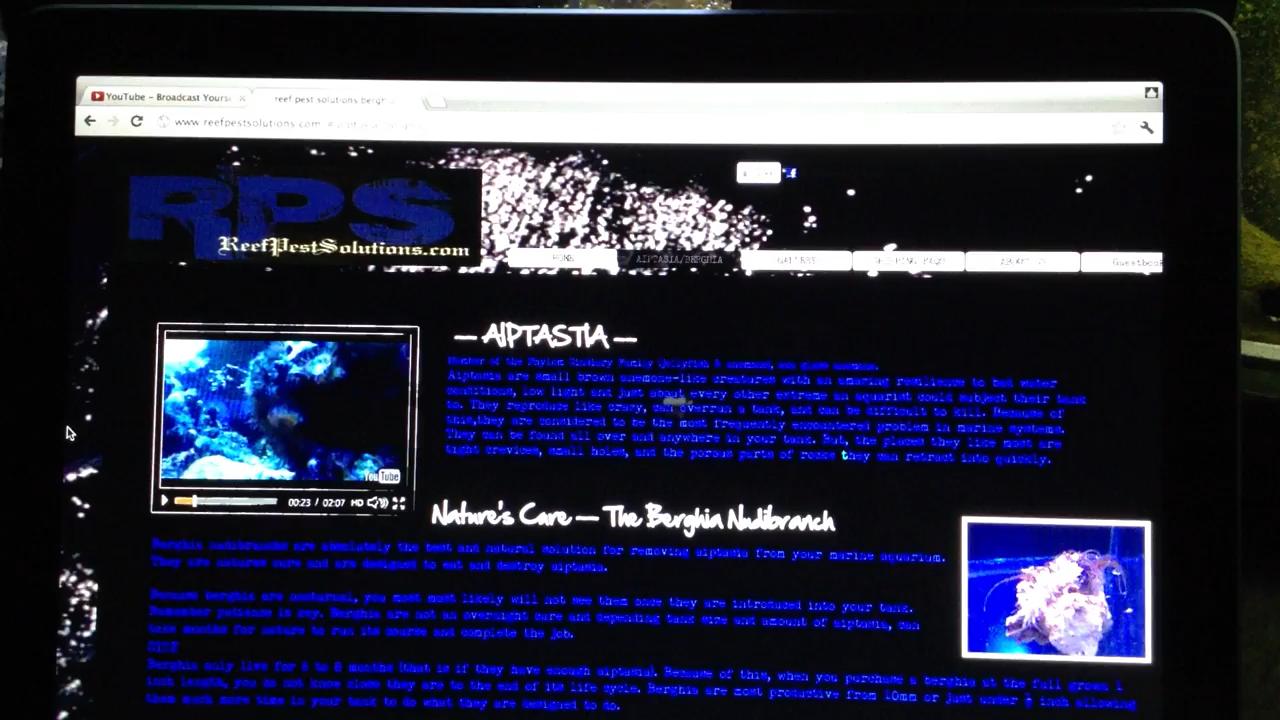 YouTube - Broadcast Yours
reef pest solutions bergh
www.reefpestsolutions.com
RPS
ReefPestSolutions.com
HOME
AIPTASIA/BERGHIA
GALLERY
SHIPPING FAQS
ABOUT US
Guestbook
— AIPTASTIA —
Member of the Phylum Cnidary Family
Aiptasia are small brown anemone-like creatures with an amazing resilience to bad water
conditions, low light and just about every other extreme an aquarist could subject their tank
to. They reproduce like crazy, can overrun a tank, and can be difficult to kill. Because of
this,they are considered to be the most frequently encountered problem in marine systems.
They can be found all over and anywhere in your tank. But, the places they like most are
tight crevices, small holes, and the porous parts of rocks they can retract into quickly.
You Tube
00:23 / 02:07 HD
Nature's Care — The Berghia Nudibranch
Berghia nudibranchs are absolutely the best and natural solution for removing aiptasia from your marine aquarium.
They are natures cure and are designed to eat and destroy aiptasia.
Because berghia are nocturnal, you most most likely will not see them once they are introduced into your tank.
Remember patience is key. Berghia are not an overnight cure and depending tank size and amount of aiptasia, can
take months for nature to run its course and complete the job.
SIZE
Berghia only live for 6 to 8 months (that is if they have enough aiptasia). Because of this, when you purchase a berghia at the full grown 1
inch length, you do not know close they are to the end of its life cycle. Berghia are most productive from 10mm or just under ½ inch allowing
them much more time in your tank to do what they are designed to do.